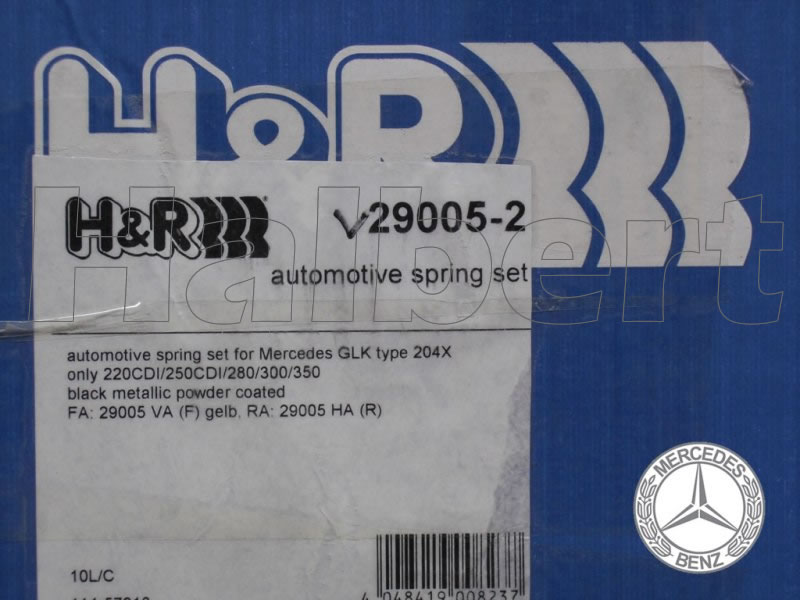 H&R
H&R
29005-2
automotive spring set
Halbert
automotive spring set for Mercedes GLK type 204X
only 220CDI/250CDI/280/300/350
black metallic powder coated
FA: 29005 VA (F) gelb, RA: 29005 HA (R)
MERCEDES
BENZ
10L/C
4 048419 008237